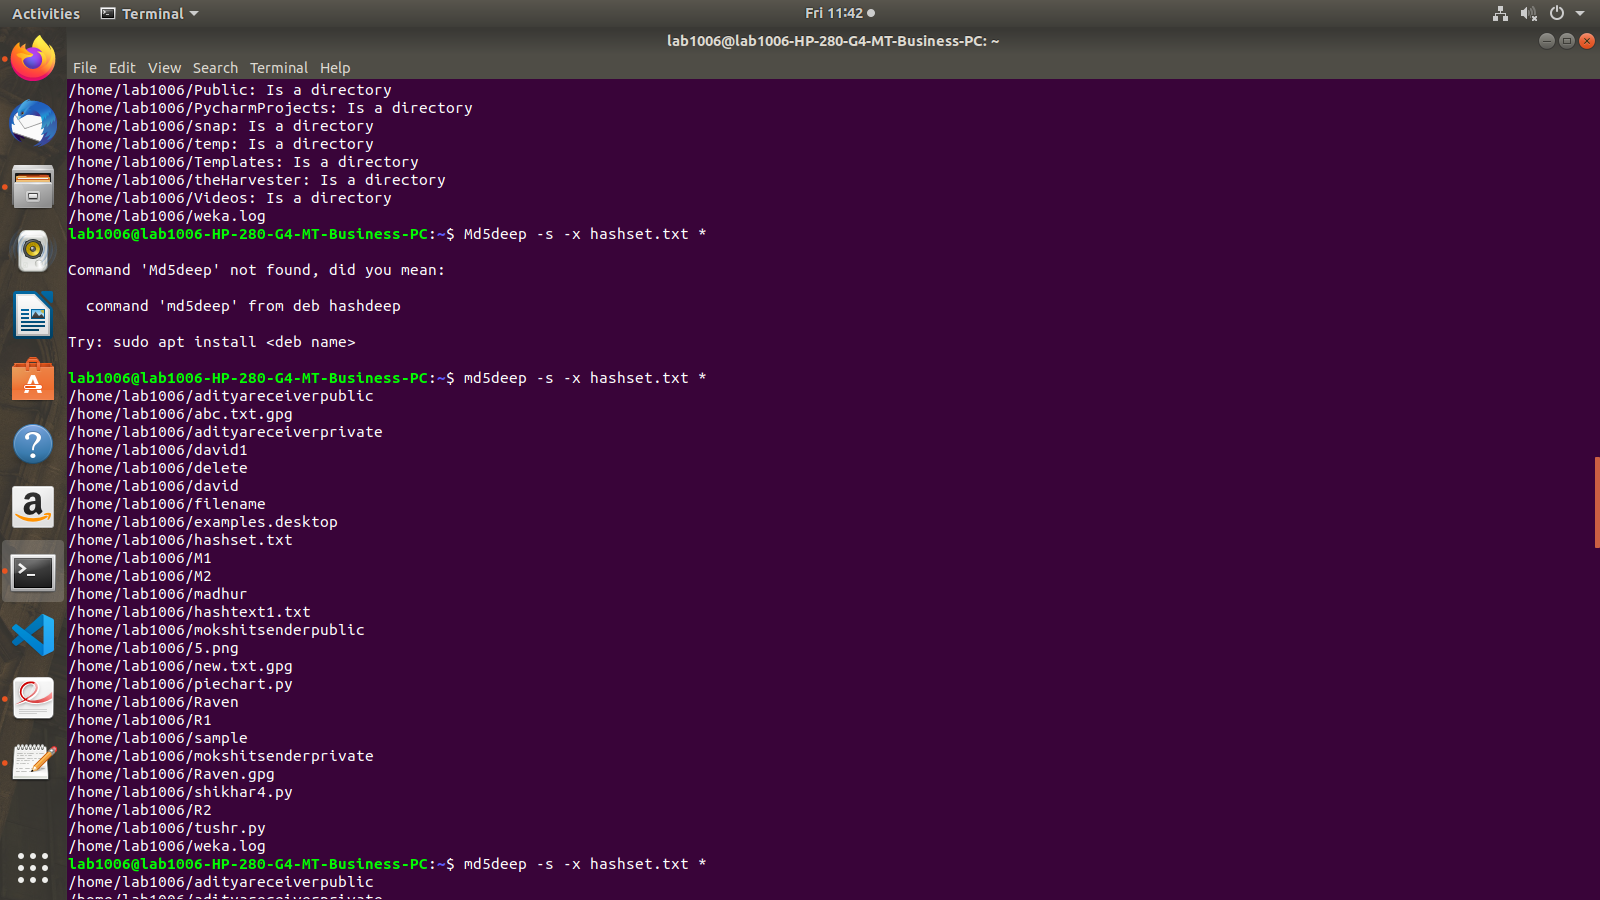 Activities Terminal Fri 11:42
lab1006@lab1006-HP-280-G4-MT-Business-PC: ~
File Edit View Search Terminal Help
/home/lab1006/Public: Is a directory
/home/lab1006/PycharmProjects: Is a directory
/home/lab1006/snap: Is a directory
/home/lab1006/temp: Is a directory
/home/lab1006/Templates: Is a directory
/home/lab1006/theHarvester: Is a directory
/home/lab1006/Videos: Is a directory
/home/lab1006/weka.log
lab1006@lab1006-HP-280-G4-MT-Business-PC:~$ Md5deep -s -x hashset.txt *
Command 'Md5deep' not found, did you mean:
command 'md5deep' from deb hashdeep
Try: sudo apt install <deb name>
lab1006@lab1006-HP-280-G4-MT-Business-PC:~$ md5deep -s -x hashset.txt *
/home/lab1006/adityareceiverpublic
/home/lab1006/abc.txt.gpg
/home/lab1006/adityareceiverprivate
/home/lab1006/david1
/home/lab1006/delete
/home/lab1006/david
/home/lab1006/filename
/home/lab1006/examples.desktop
/home/lab1006/hashset.txt
/home/lab1006/M1
/home/lab1006/M2
/home/lab1006/madhur
/home/lab1006/hashtext1.txt
/home/lab1006/mokshitsenderpublic
/home/lab1006/5.png
/home/lab1006/new.txt.gpg
/home/lab1006/piechart.py
/home/lab1006/Raven
/home/lab1006/R1
/home/lab1006/sample
/home/lab1006/mokshitsenderprivate
/home/lab1006/Raven.gpg
/home/lab1006/shikhar4.py
/home/lab1006/R2
/home/lab1006/tushr.py
/home/lab1006/weka.log
lab1006@lab1006-HP-280-G4-MT-Business-PC:~$ md5deep -s -x hashset.txt *
/home/lab1006/adityareceiverpublic
/home/lab1006/adityareceiverprivate